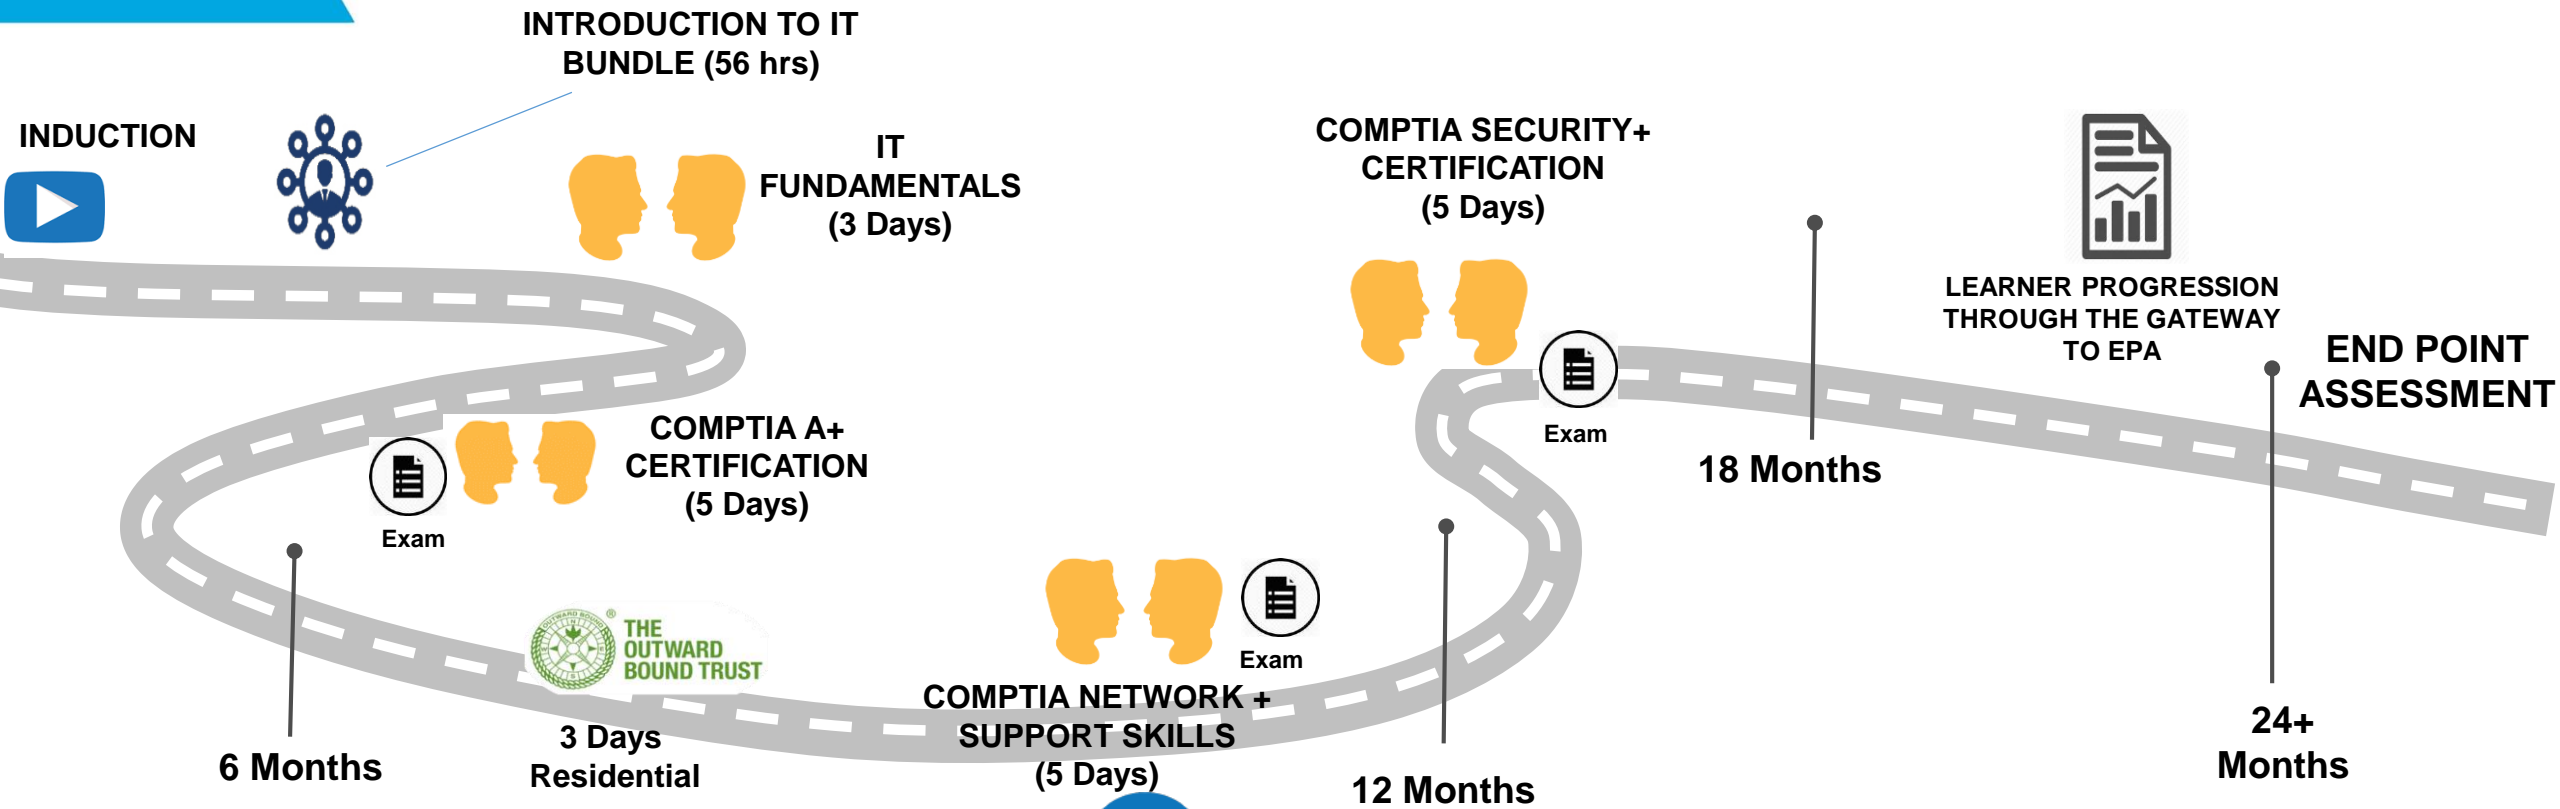 INTRODUCTION TO IT
BUNDLE (56 hrs)
INDUCTION
IT
FUNDAMENTALS
(3 Days)
COMPTIA A+
CERTIFICATION
(5 Days)
Exam
6 Months
OUTWARD BOUND
®
THE
OUTWARD
BOUND TRUST
3 Days
Residential
Exam
COMPTIA NETWORK +
SUPPORT SKILLS
(5 Days)
12 Months
COMPTIA SECURITY+
CERTIFICATION
(5 Days)
Exam
18 Months
LEARNER PROGRESSION
THROUGH THE GATEWAY
TO EPA
END POINT
ASSESSMENT
24+
Months